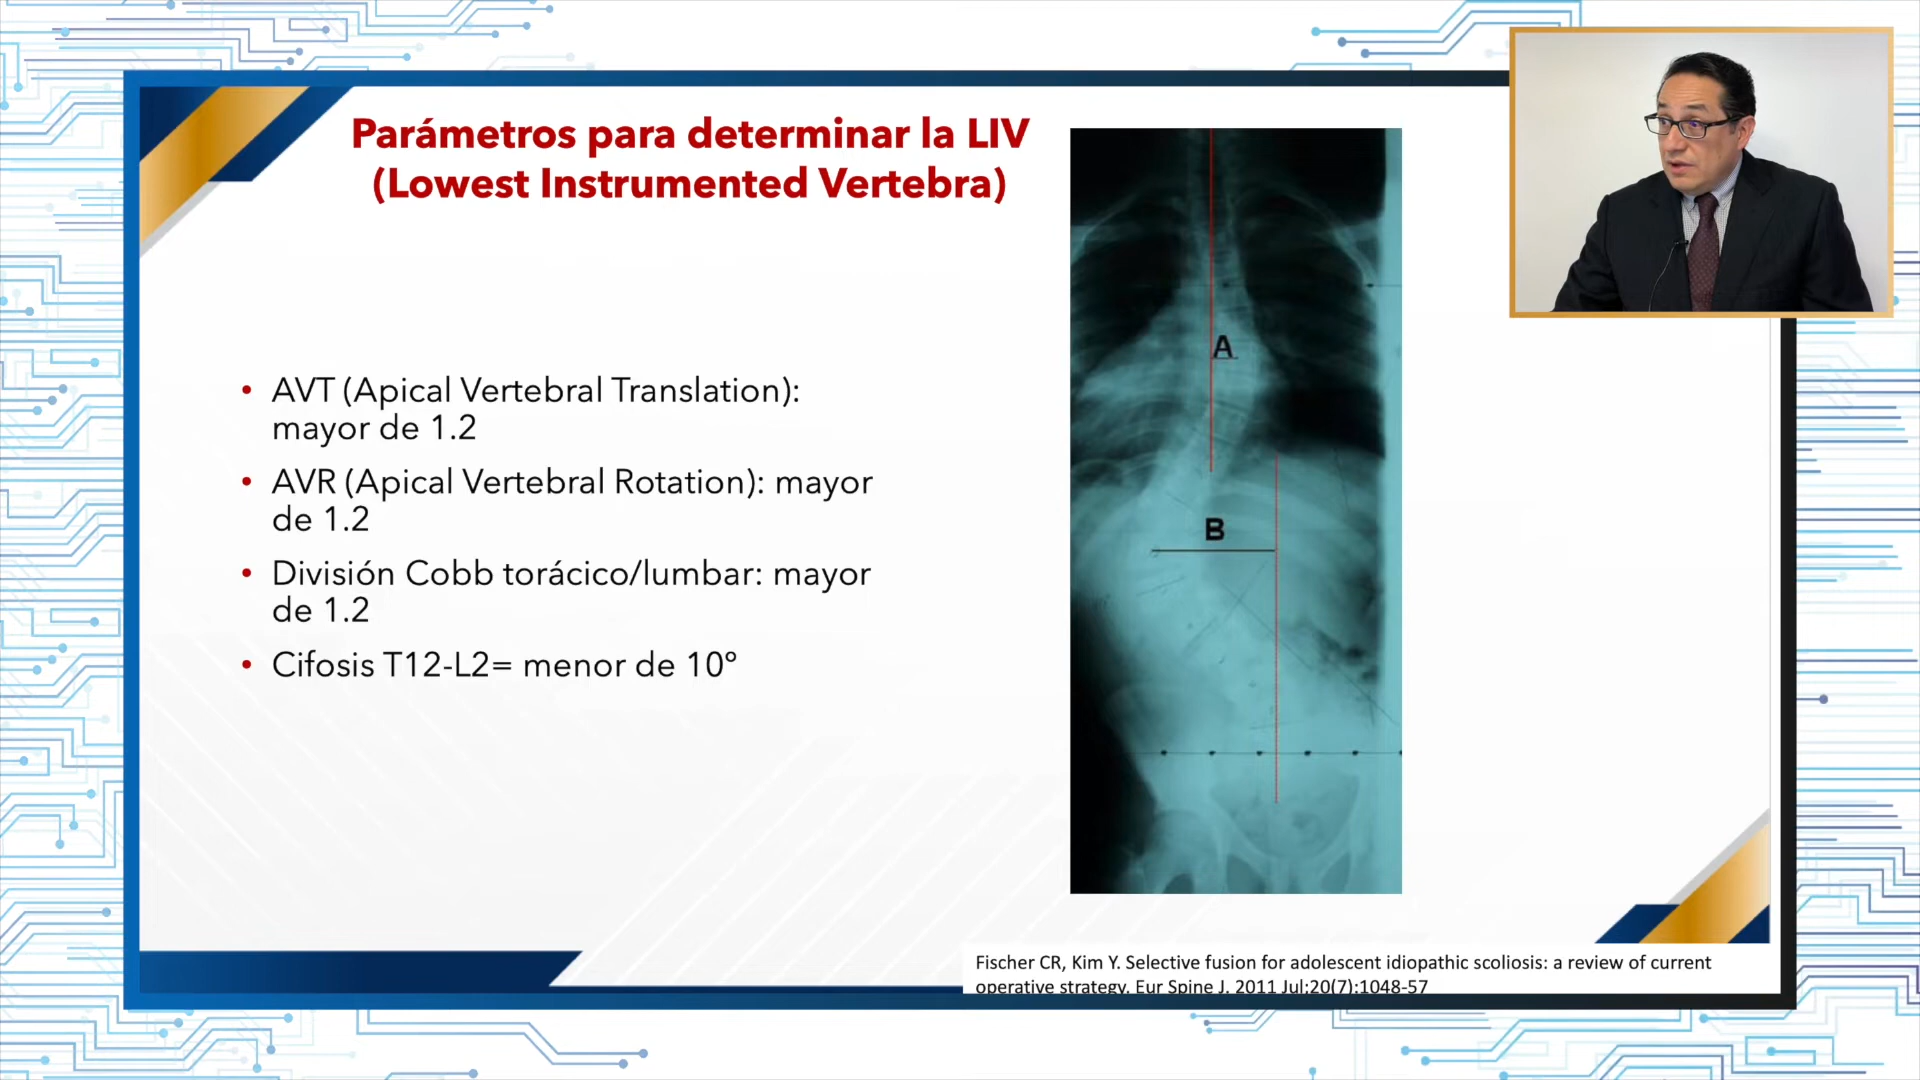 Parámetros para determinar la LIV
(Lowest Instrumented Vertebra)
• AVT (Apical Vertebral Translation):
mayor de 1.2
• AVR (Apical Vertebral Rotation): mayor
de 1.2
• División Cobb torácico/lumbar: mayor
de 1.2
• Cifosis T12-L2= menor de 10º
A
B
Fischer CR, Kim Y. Selective fusion for adolescent idiopathic scoliosis: a review of current
operative strategy. Eur Spine J. 2011 Jul;20(7):1048-57